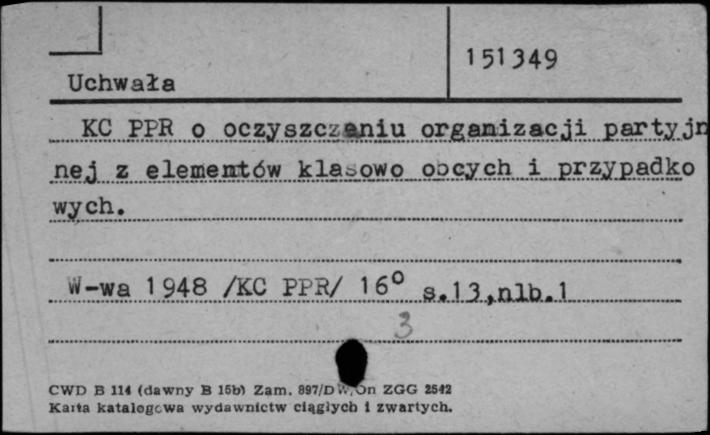 151349
Uchwała
KC PPR o oczyszczaniu organizacji partyjn
nej z elementów klasowo obcych i przypadko
wych.
W-wa 1948 /KC PPR/ 16° s.13,nlb.1
3
CWD B 114 (dawny B 15b) Zam. 897/DW/On ZGG 2542
Karta katalogowa wydawnictw ciągłych i zwartych.